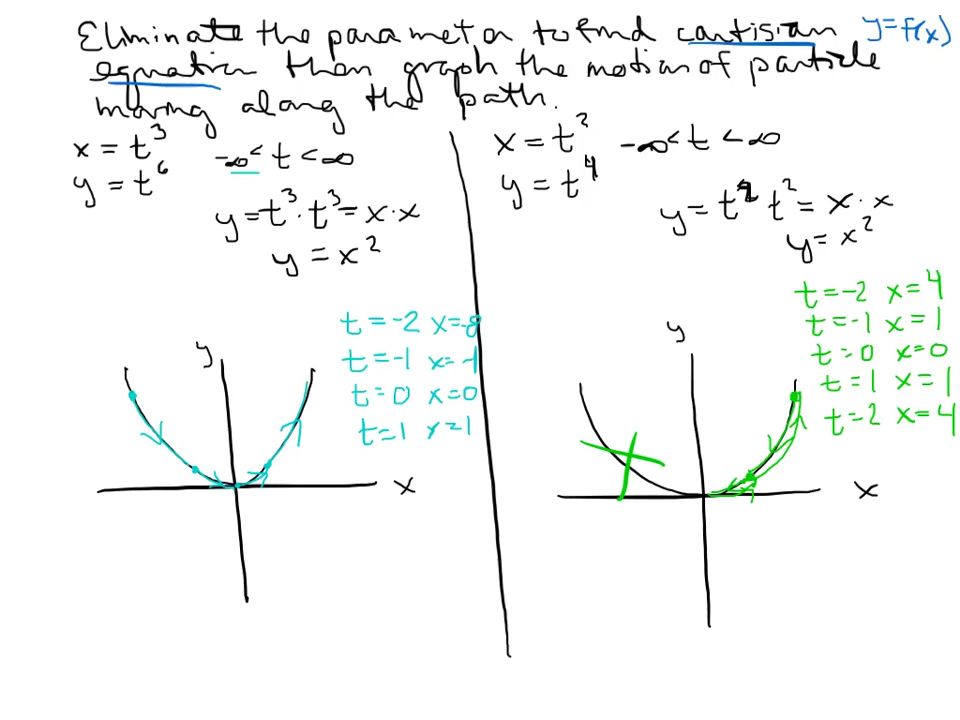 Eliminate the parameter to find cartisian y=f(x)
equation then graph the motion of particle
moving along the path.
x = t³ -∞ < t < ∞
y = t⁶
y = t³·t³ = x·x
y = x²
t=-2 x=-8
t=-1 x=-1
t=0 x=0
t=1 x=1
y
x
x = t² -∞ < t < ∞
y = t⁴
y = t² t² = x·x
y = x²
t=-2 x=4
t=-1 x=1
t=0 x=0
t=1 x=1
t=2 x=4
y
x